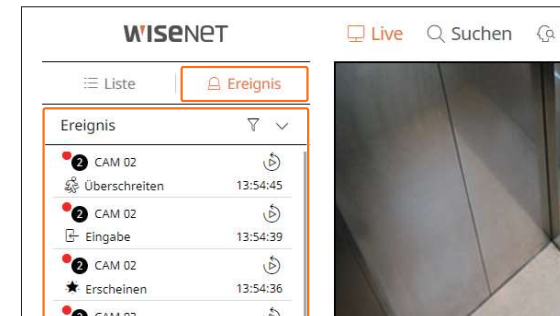 WISENET
Live Suchen
Liste Ereignis
Ereignis
2 CAM 02
Überschreiten 13:54:45
2 CAM 02
Eingabe 13:54:39
2 CAM 02
Erscheinen 13:54:36